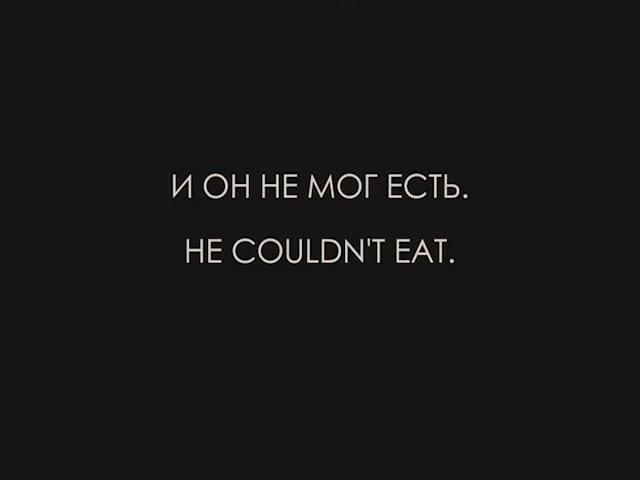 И ОН НЕ МОГ ЕСТЬ.
HE COULDN'T EAT.